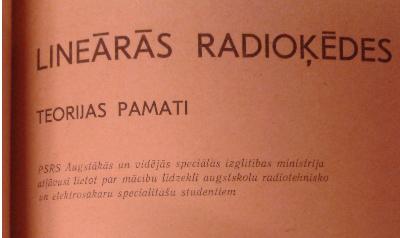 LINEĀRĀS RADIOĶĒDES
TEORIJAS PAMATI
PSRS Augstākās un vidējās speciālās izglītības ministrija
atļāvusi lietot par mācību līdzekli augstskolu radiotehnisko
un elektrosakaru specialitāšu studentiem